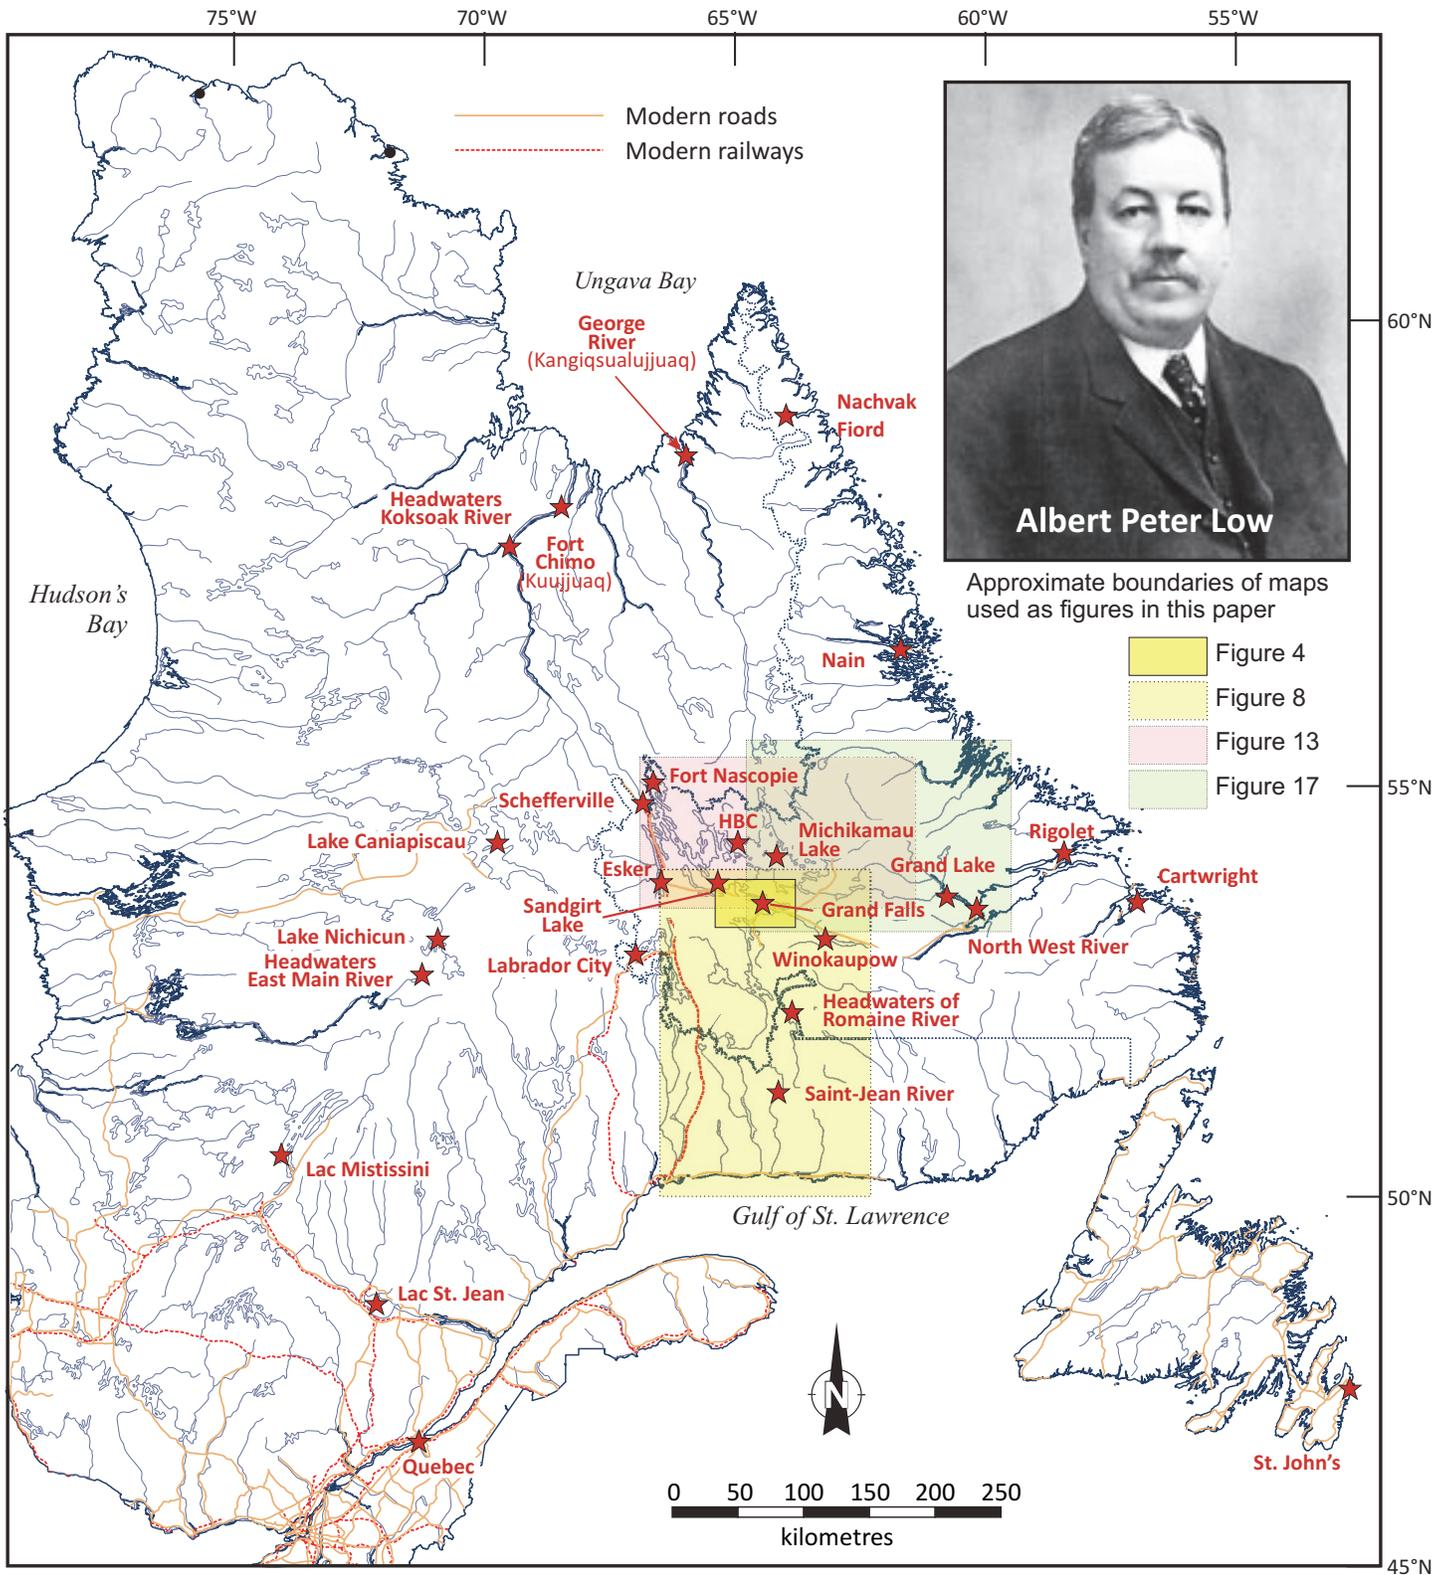 75°W
70°W
65°W
60°W
55°W
Modern roads
Modern railways
Ungava Bay
George
River
(Kangiqsualujjuaq)
60°N
Nachvak
Fiord
Headwaters
Koksoak River
Albert Peter Low
Fort
Chimo
(Kuujjuaq)
Approximate boundaries of maps
used as figures in this paper
Hudson's
Bay
Figure 4
Nain
Figure 8
Figure 13
Figure 17
Fort Nascopie
55°N
Schefferville
HBC
Michikamau
Lake
Rigolet
Lake Caniapiscau
Grand Lake
Esker
Cartwright
Sandgirt
Lake
Grand Falls
Lake Nichicun
North West River
Headwaters
East Main River
Labrador City
Winokaupow
Headwaters of
Romaine River
Saint-Jean River
Lac Mistissini
50°N
Gulf of St. Lawrence
Lac St. Jean
N
St. John's
Quebec
0 50 100 150 200 250
kilometres
45°N